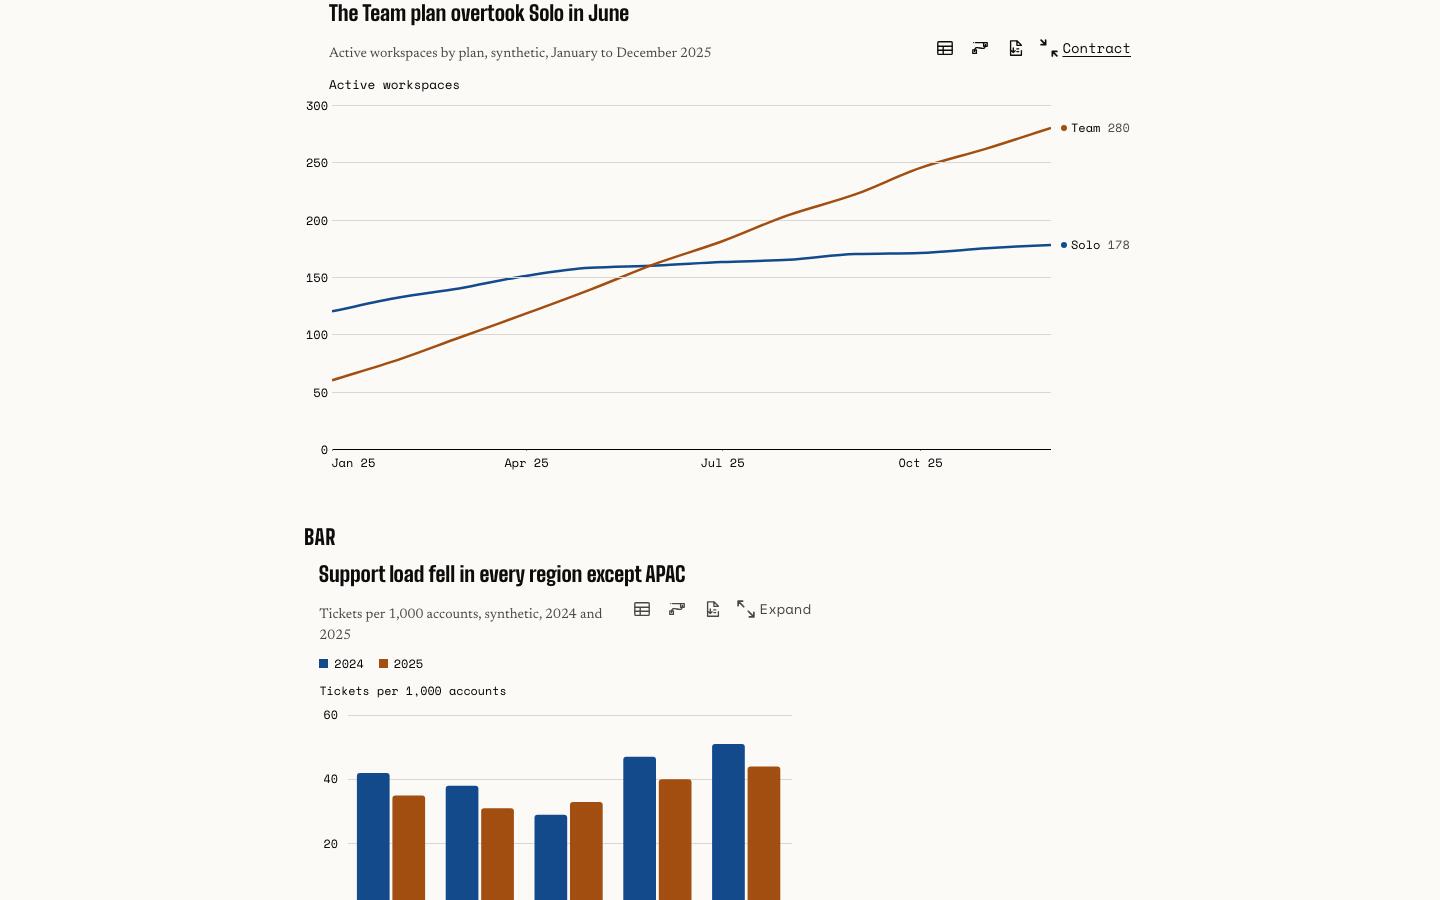 The Team plan overtook Solo in June
Active workspaces by plan, synthetic, January to December 2025
Contract
Active workspaces
300
250
200
150
100
50
0
Team 280
Solo 178
Jan 25 Apr 25 Jul 25 Oct 25
BAR
Support load fell in every region except APAC
Tickets per 1,000 accounts, synthetic, 2024 and
2025
Expand
2024 2025
Tickets per 1,000 accounts
60
40
20